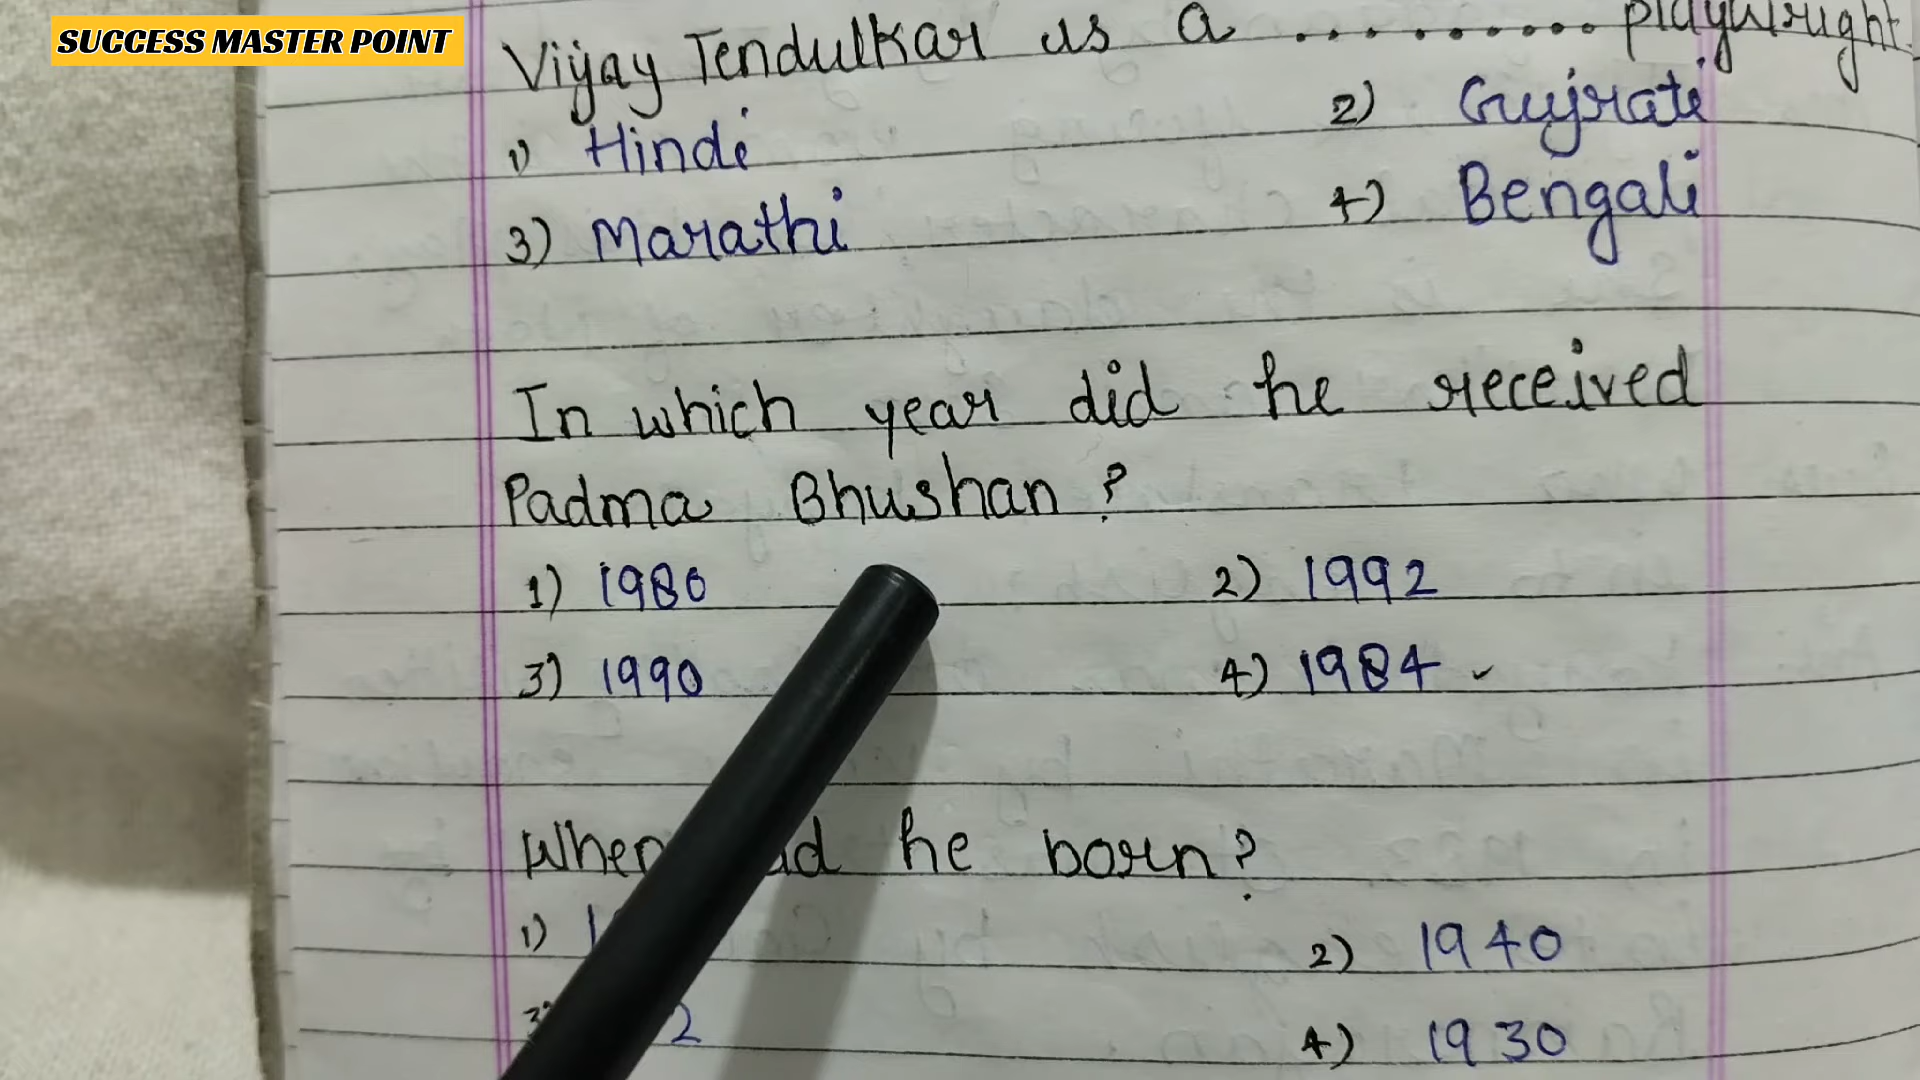 SUCCESS MASTER POINT
Vijay Tendulkar is a .......... playwright.
1) Hindi 2) Gujrati
3) Marathi 4) Bengali
In which year did he received
Padma Bhushan ?
1) 1980 2) 1992
3) 1990 4) 1984 ✓
he born?
1) 2) 1940
4) 1930